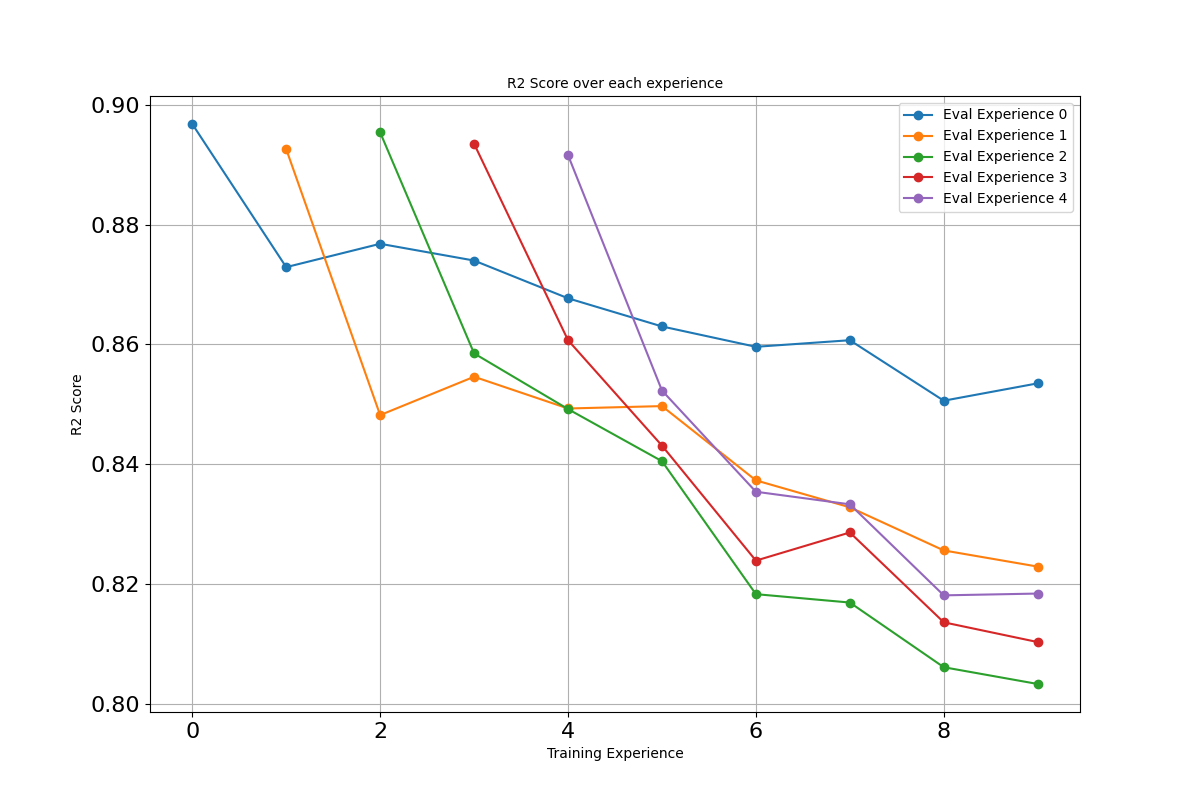 R2 Score over each experience
0.90
0.88
0.86
0.84
0.82
0.80
R2 Score
Eval Experience 0
Eval Experience 1
Eval Experience 2
Eval Experience 3
Eval Experience 4
0 2 4 6 8
Training Experience